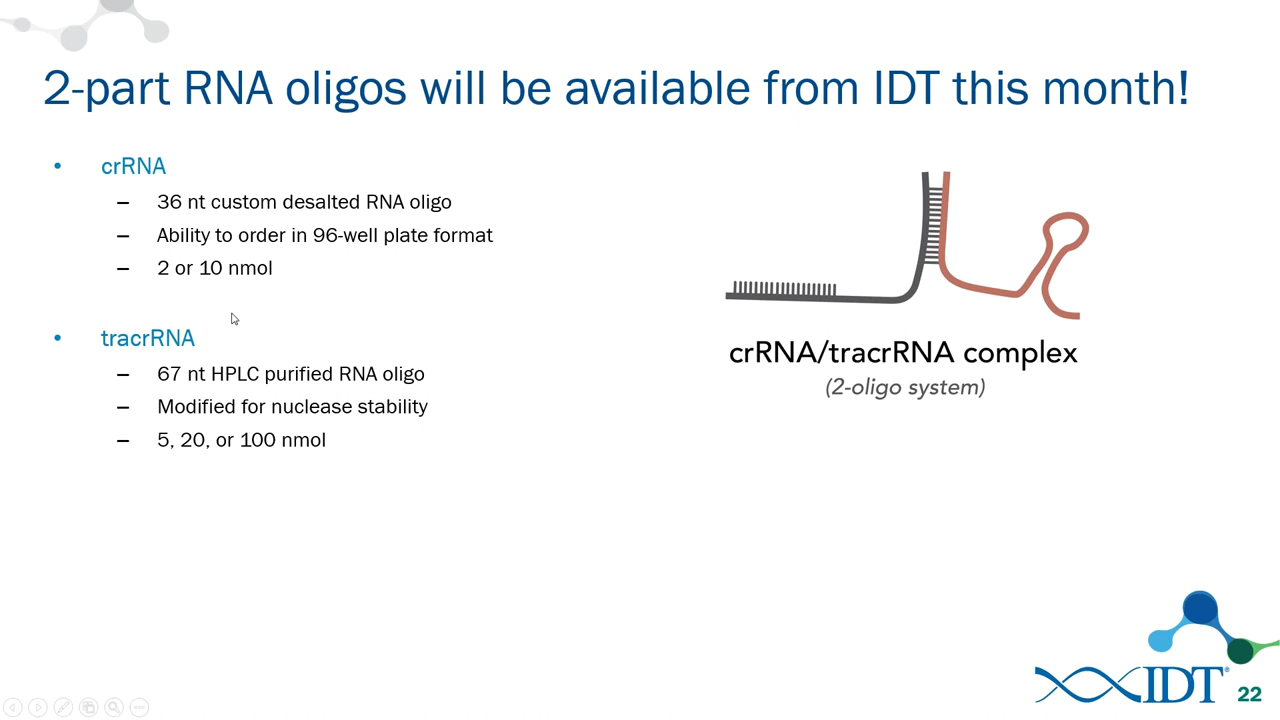 2-part RNA oligos will be available from IDT this month!
• crRNA
– 36 nt custom desalted RNA oligo
– Ability to order in 96-well plate format
– 2 or 10 nmol
• tracrRNA
– 67 nt HPLC purified RNA oligo
– Modified for nuclease stability
– 5, 20, or 100 nmol
crRNA/tracrRNA complex
(2-oligo system)
IDT®
22